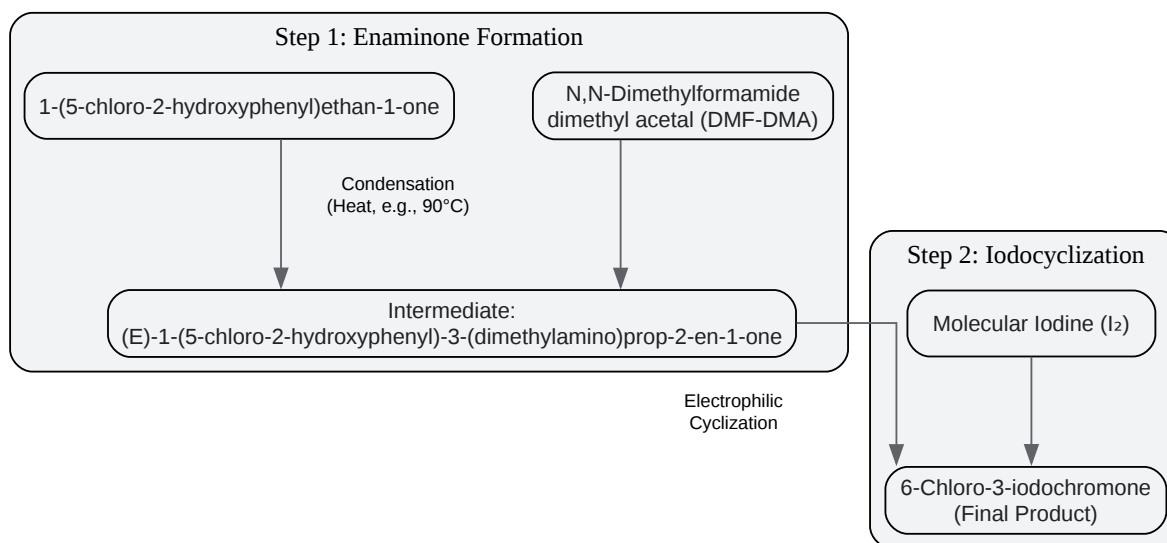 Step 1: Enaminone Formation
1-(5-chloro-2-hydroxyphenyl)ethan-1-one
N,N-Dimethylformamide
dimethyl acetal (DMF-DMA)
Condensation
(Heat, e.g., 90°C)
Intermediate:
(E)-1-(5-chloro-2-hydroxyphenyl)-3-(dimethylamino)prop-2-en-1-one
Step 2: Iodocyclization
Molecular Iodine (I₂)
Electrophilic
Cyclization
6-Chloro-3-iodochromone
(Final Product)